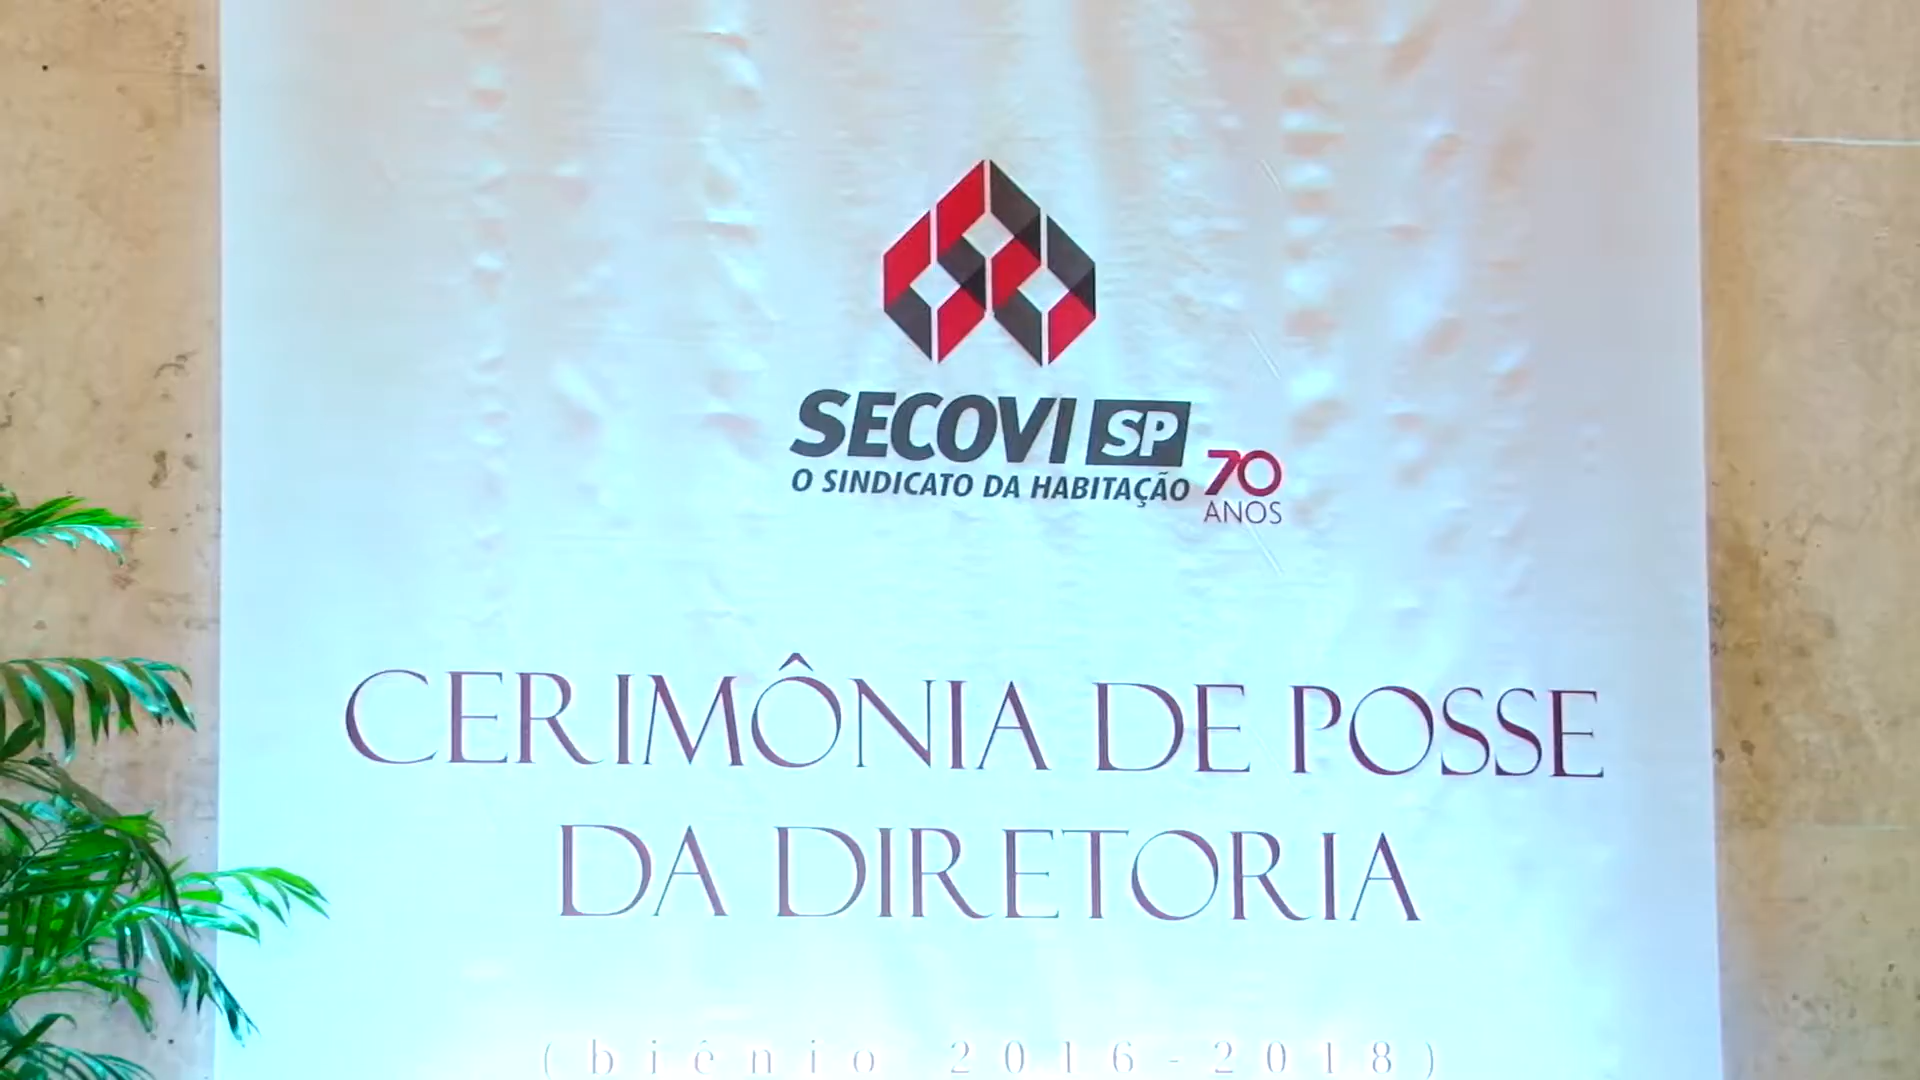 SECOVI SP
O SINDICATO DA HABITAÇÃO
70
ANOS
CERIMÔNIA DE POSSE
DA DIRETORIA
(biênio 2016-2018)